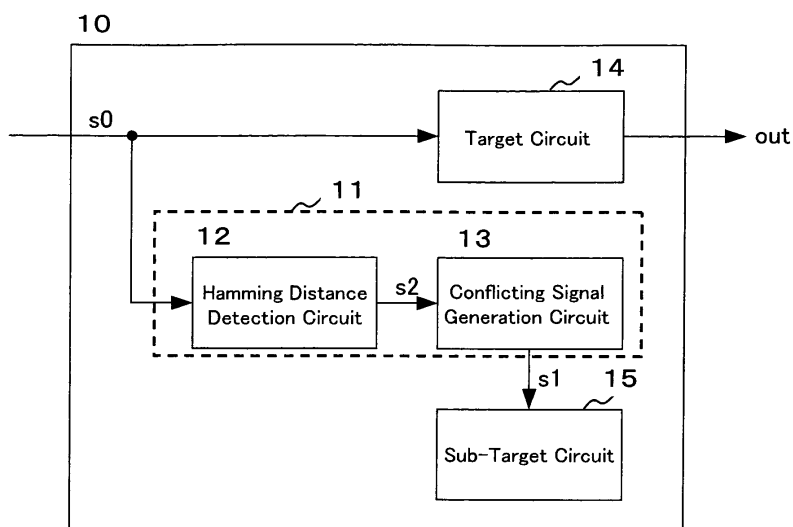 10
14
s0
Target Circuit
out
11
12
13
Hamming Distance
Detection Circuit
s2
Conflicting Signal
Generation Circuit
s1
15
Sub-Target Circuit